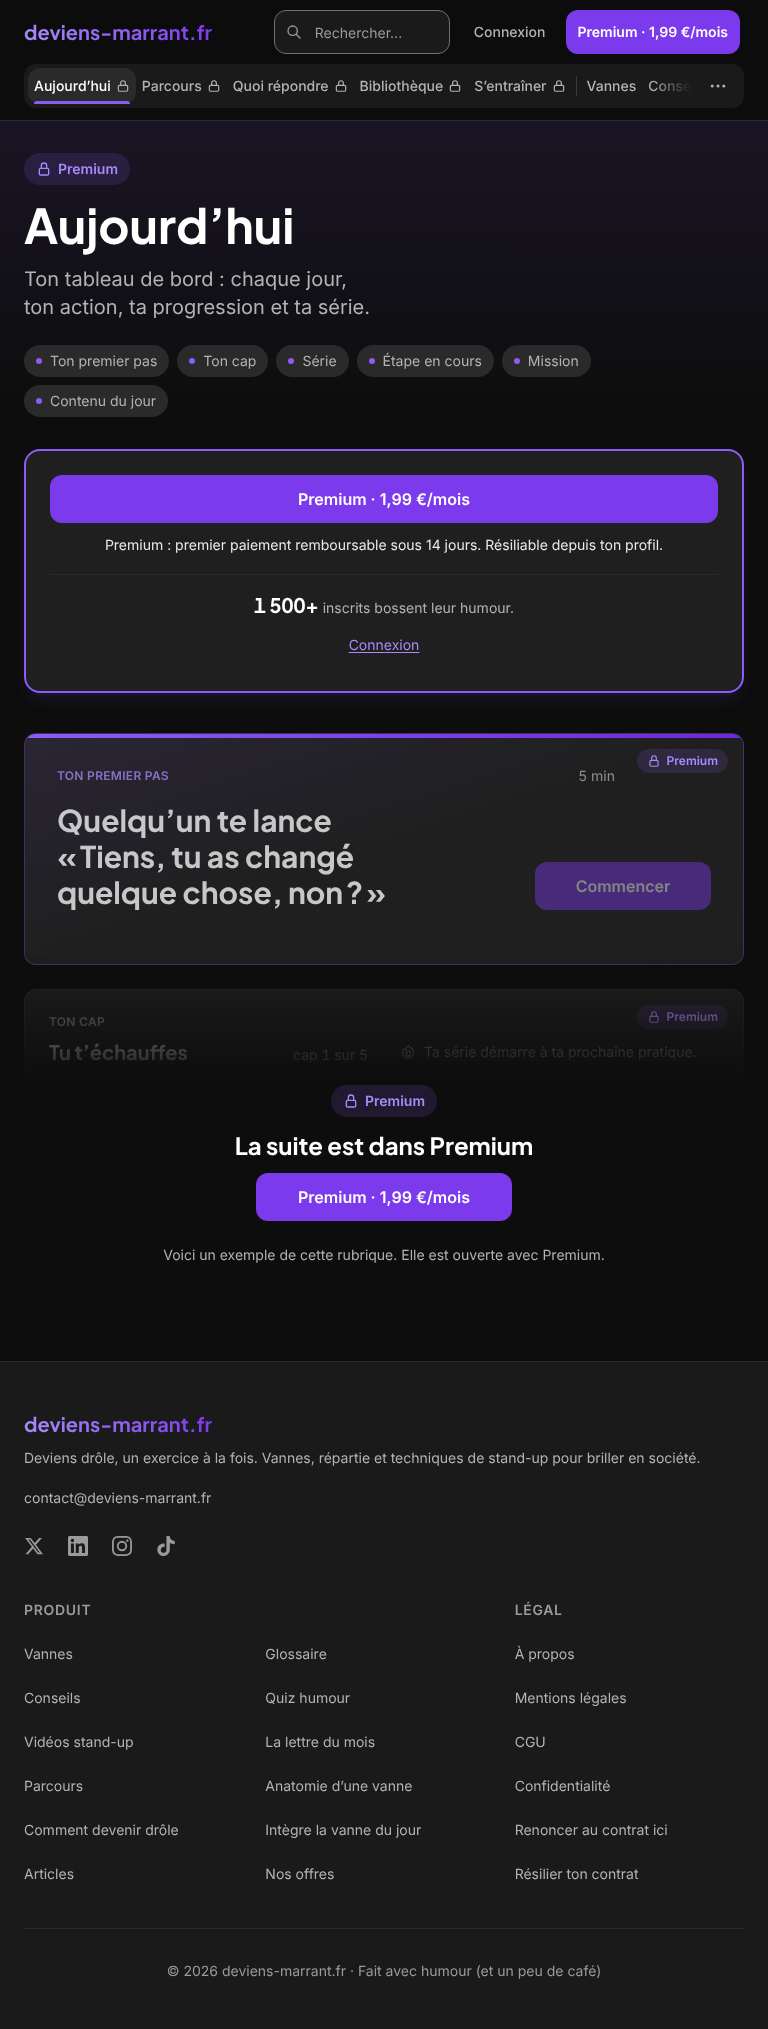 deviens-marrant.fr
Rechercher...
Connexion
Premium · 1,99 €/mois
Aujourd’hui
Parcours
Quoi répondre
Bibliothèque
S’entraîner
Vannes
Premium
Aujourd’hui
Ton tableau de bord : chaque jour,
ton action, ta progression et ta série.
Ton premier pas
Ton cap
Série
Étape en cours
Mission
Contenu du jour
Premium · 1,99 €/mois
Premium : premier paiement remboursable sous 14 jours. Résiliable depuis ton profil.
1 500+ inscrits bossent leur humour.
Connexion
Premium
TON PREMIER PAS
5 min
Quelqu’un te lance
« Tiens, tu as changé
quelque chose, non ? »
Commencer
Premium
TON CAP
Tu t’échauffes
cap 1 sur 5
Ta série démarre à ta prochaine pratique.
Premium
La suite est dans Premium
Premium · 1,99 €/mois
Voici un exemple de cette rubrique. Elle est ouverte avec Premium.
deviens-marrant.fr
Deviens drôle, un exercice à la fois. Vannes, répartie et techniques de stand-up pour briller en société.
contact@deviens-marrant.fr
PRODUIT
Vannes
Conseils
Vidéos stand-up
Parcours
Comment devenir drôle
Articles
Glossaire
Quiz humour
La lettre du mois
Anatomie d’une vanne
Intègre la vanne du jour
Nos offres
LÉGAL
À propos
Mentions légales
CGU
Confidentialité
Renoncer au contrat ici
Résilier ton contrat
© 2026 deviens-marrant.fr · Fait avec humour (et un peu de café)